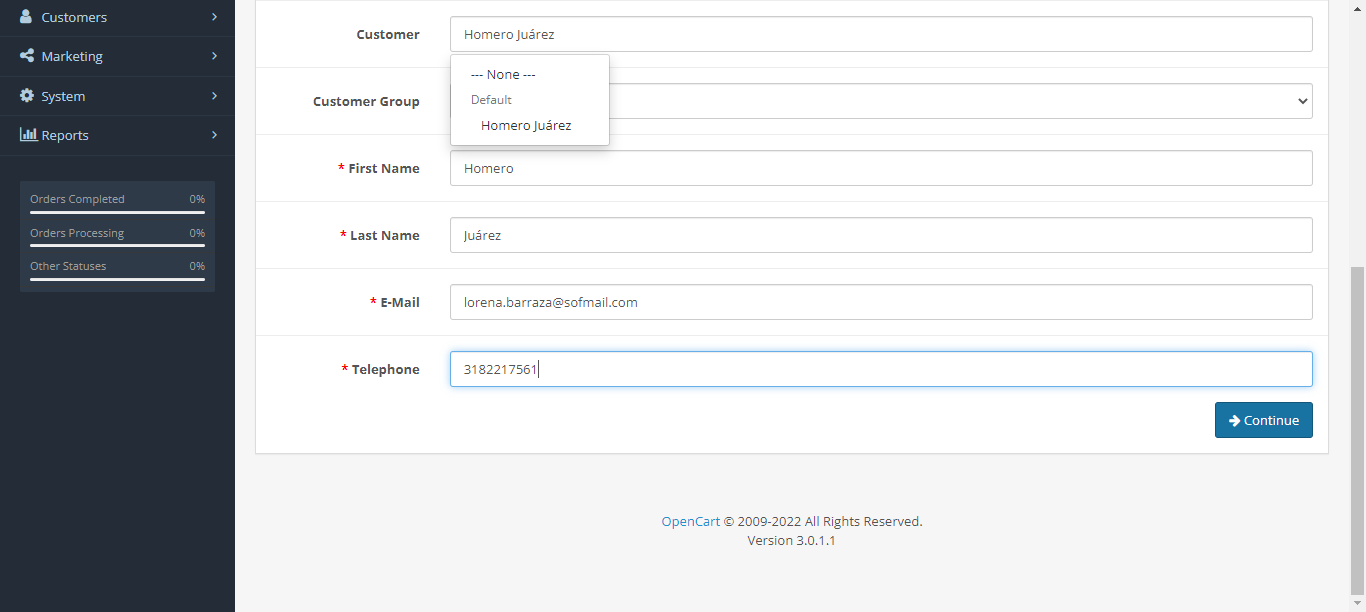 Customers
Marketing
System
Reports
Orders Completed 0%
Orders Processing 0%
Other Statuses 0%
Customer Homero Juárez
--- None ---
Default
Homero Juárez
Customer Group
* First Name Homero
* Last Name Juárez
* E-Mail lorena.barraza@sofmail.com
* Telephone 3182217561
Continue
OpenCart © 2009-2022 All Rights Reserved.
Version 3.0.1.1